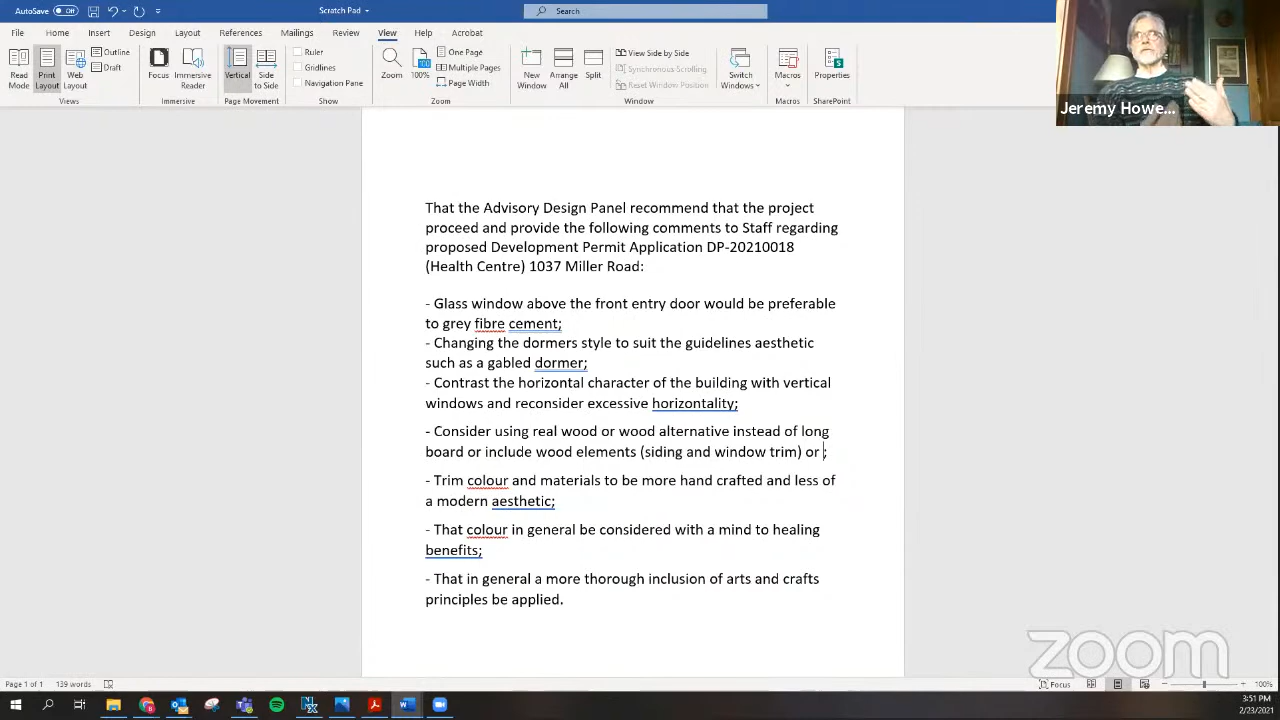 AutoSave Off Scratch Pad Search
File Home Insert Design Layout References Mailings Review View Help Acrobat
Read Mode Print Layout Web Layout Outline Draft Focus Immersive Reader Vertical Side to Side Ruler Gridlines Navigation Pane Zoom 100% One Page Multiple Pages Page Width New Window Arrange All Split View Side by Side Synchronous Scrolling Reset Window Position Switch Windows Macros Properties
Views Immersive Page Movement Show Zoom Window Macros SharePoint
Jeremy Howe...
That the Advisory Design Panel recommend that the project
proceed and provide the following comments to Staff regarding
proposed Development Permit Application DP-20210018
(Health Centre) 1037 Miller Road:
- Glass window above the front entry door would be preferable
to grey fibre cement;
- Changing the dormers style to suit the guidelines aesthetic
such as a gabled dormer;
- Contrast the horizontal character of the building with vertical
windows and reconsider excessive horizontality;
- Consider using real wood or wood alternative instead of long
board or include wood elements (siding and window trim) or ;
- Trim colour and materials to be more hand crafted and less of
a modern aesthetic;
- That colour in general be considered with a mind to healing
benefits;
- That in general a more thorough inclusion of arts and crafts
principles be applied.
zoom
Page 1 of 1 139 words Focus 100%
3:51 PM
2/23/2021